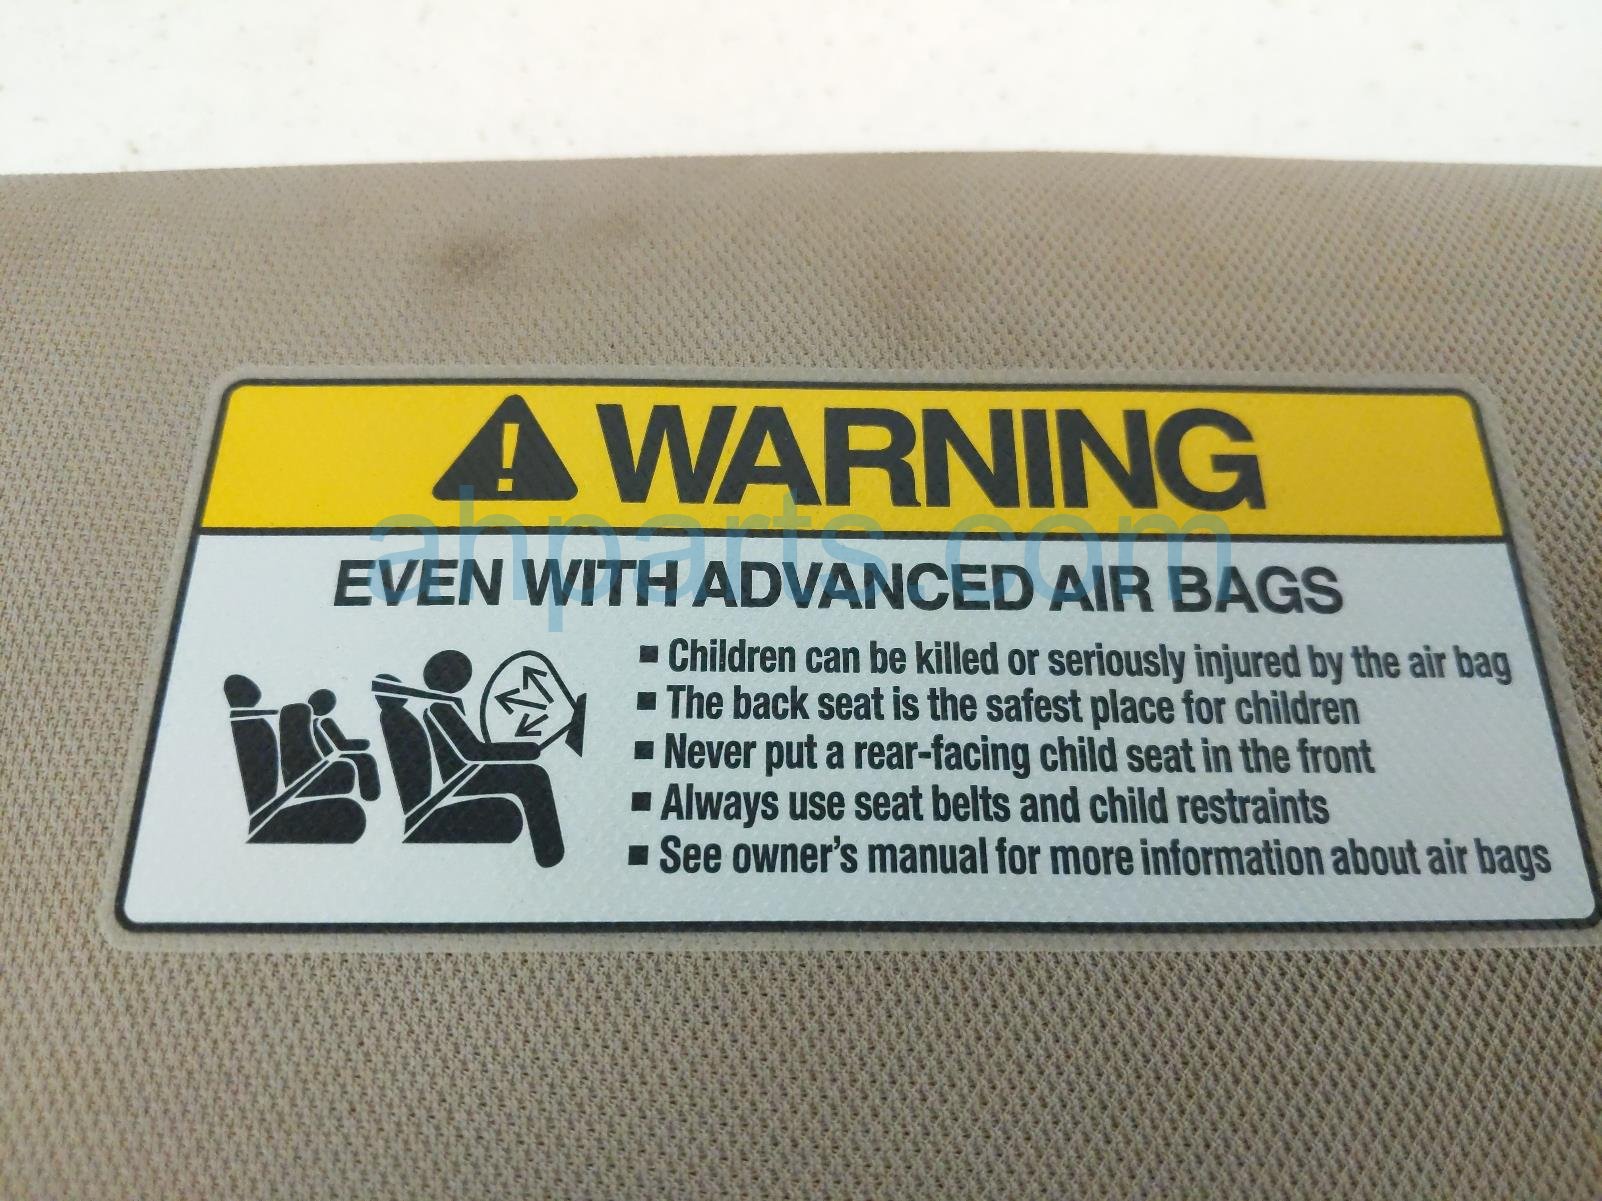 WARNING
ahparts.com
EVEN WITH ADVANCED AIR BAGS
▪ Children can be killed or seriously injured by the air bag
▪ The back seat is the safest place for children
▪ Never put a rear-facing child seat in the front
▪ Always use seat belts and child restraints
▪ See owner's manual for more information about air bags